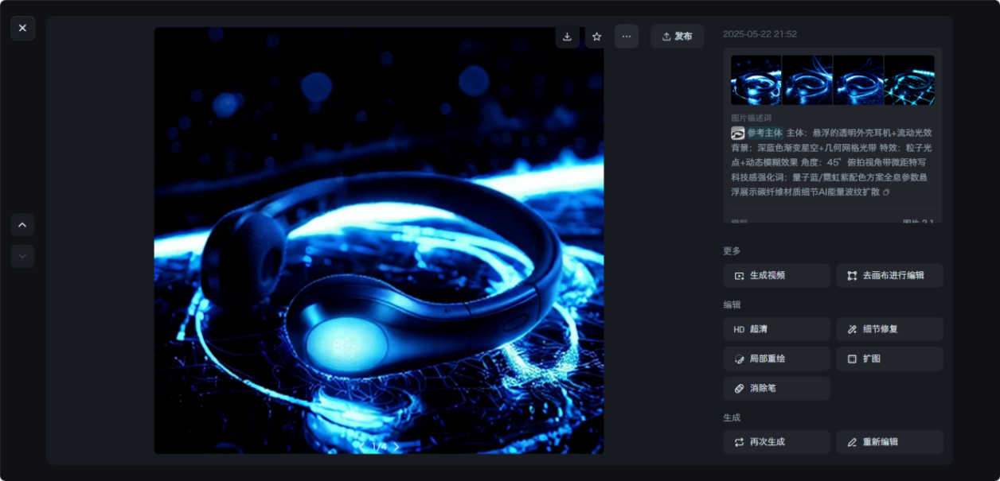 发布
2025-05-22 21:52
图片描述词
参考主体 主体：悬浮的透明外壳耳机+流动光效
背景：深蓝色渐变星空+几何网格光带 特效：粒子光
点+动态模糊效果 角度：45°俯拍视角带微距特写
科技感强化词：量子蓝/霓虹紫配色方案全息参数悬
浮展示碳纤维材质细节AI能量波纹扩散
更多
生成视频
去画布进行编辑
编辑
HD 超清
细节修复
局部重绘
扩图
消除笔
1/4
生成
再次生成
重新编辑